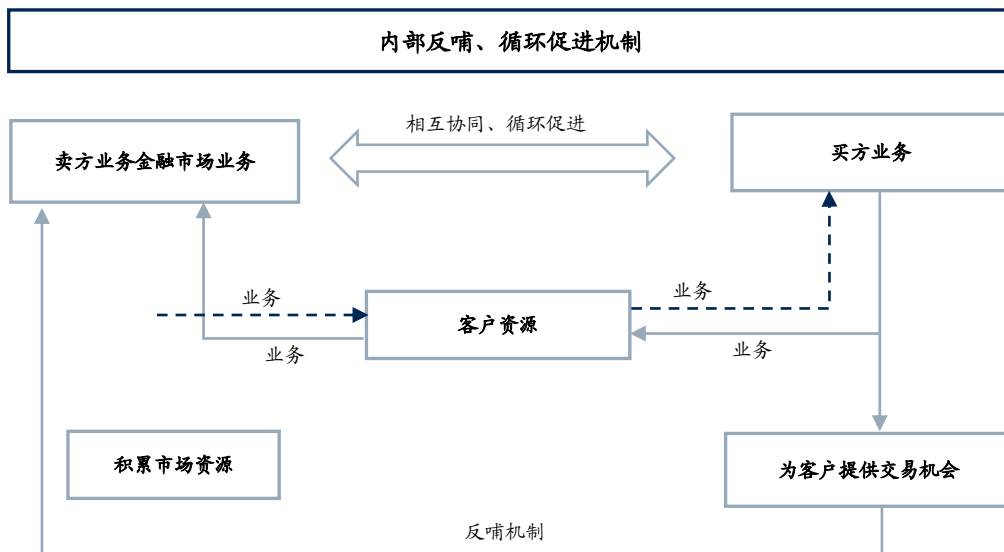 内部反哺、循环促进机制
相互协同、循环促进
卖方业务金融市场业务
买方业务
业务
业务
客户资源
业务
业务
积累市场资源
为客户提供交易机会
反哺机制